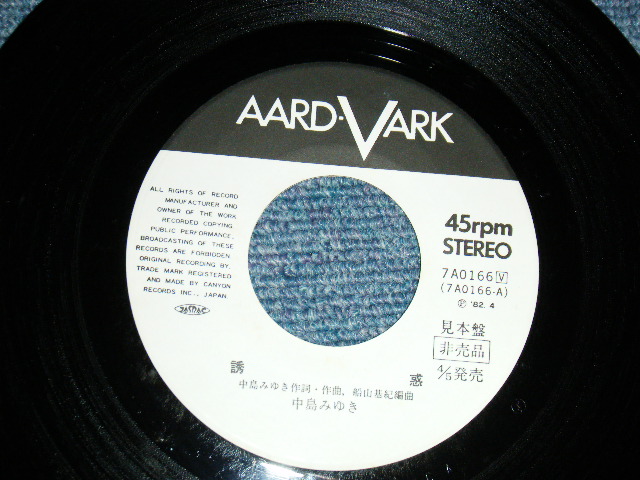 AARD-VARK
ALL RIGHTS OF RECORD
MANUFACTURER AND
OWNER OF THE WORK
RECORDED COPYING.
PUBLIC PERFORMANCE.
BROADCASTING OF THESE
RECORDS ARE FORBIDDEN.
ORIGINAL RECORDING BY.
TRADE MARK REGISTERED
AND MADE BY CANYON
RECORDS INC., JAPAN.
JASRAC
45rpm
STEREO
7A0166 V
(7A0166-A)
Ⓟ '82. 4
見本盤
非売品
4/5発売
誘惑
中島みゆき作詞・作曲, 船山基紀編曲
中島みゆき